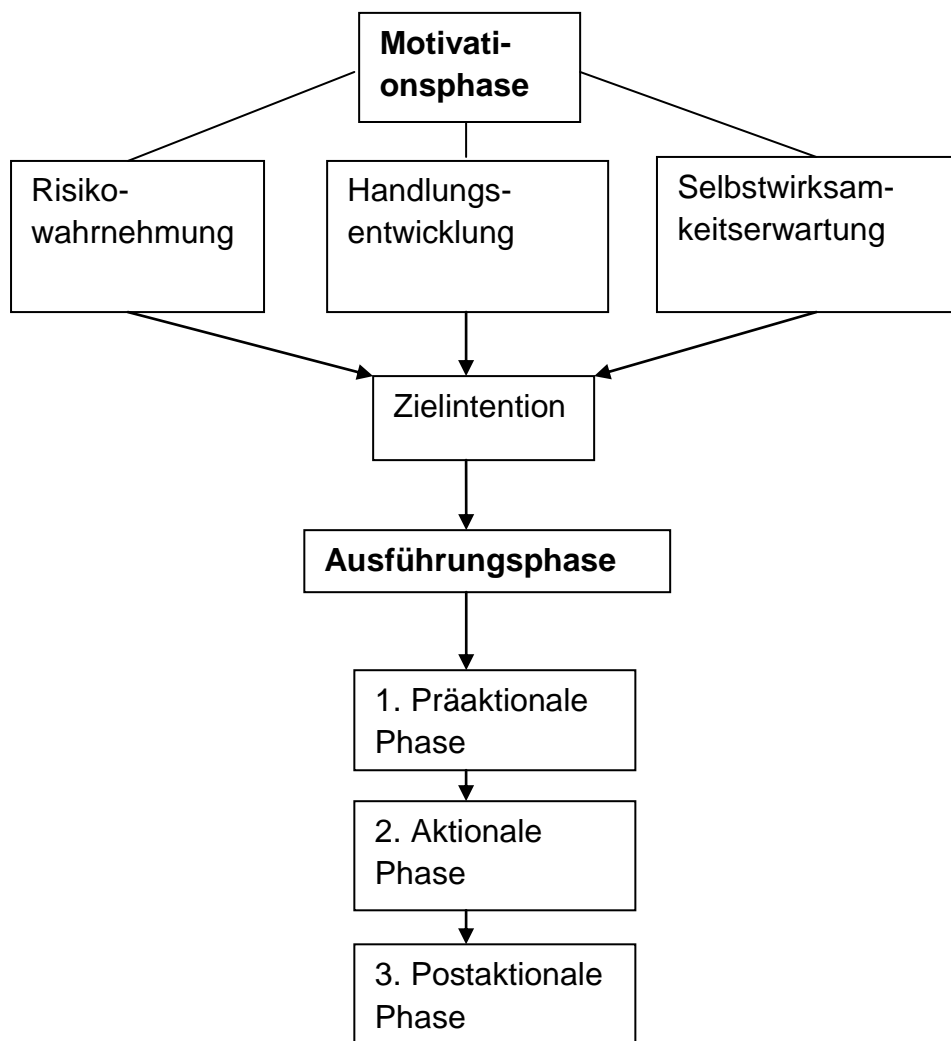 Motivati-
onsphase
Risiko-
wahrnehmung
Handlungs-
entwicklung
Selbstwirksam-
keitserwartung
Zielintention
Ausführungsphase
1. Präaktionale
Phase
2. Aktionale
Phase
3. Postaktionale
Phase